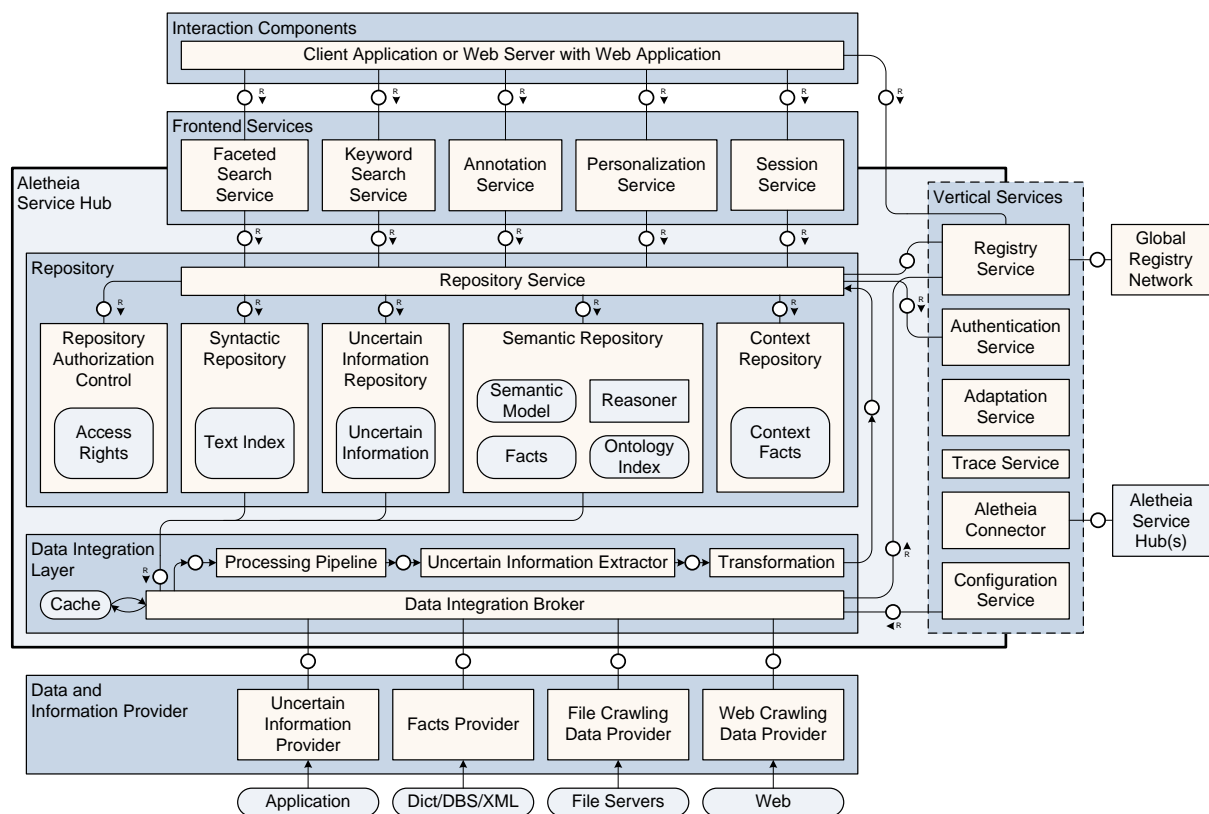 Interaction Components
Client Application or Web Server with Web Application
R
R
R
R
R
R
Frontend Services
Faceted
Search
Service
Keyword
Search
Service
Annotation
Service
Personalization
Service
Session
Service
Aletheia
Service Hub
Vertical Services
R
R
R
R
R
Registry
Service
Global
Registry
Network
Repository
Repository Service
R
R
R
R
R
R
Repository
Authorization
Control
Access
Rights
Syntactic
Repository
Text Index
Uncertain
Information
Repository
Uncertain
Information
Semantic Repository
Semantic
Model
Reasoner
Facts
Ontology
Index
Context
Repository
Context
Facts
Authentication
Service
Adaptation
Service
Trace Service
Aletheia
Connector
Aletheia
Service
Hub(s)
Configuration
Service
Data Integration
Layer
R
Processing Pipeline
Uncertain Information Extractor
Transformation
R
Cache
Data Integration Broker
R
Data and
Information Provider
Uncertain
Information
Provider
Facts Provider
File Crawling
Data Provider
Web Crawling
Data Provider
Application
Dict/DBS/XML
File Servers
Web